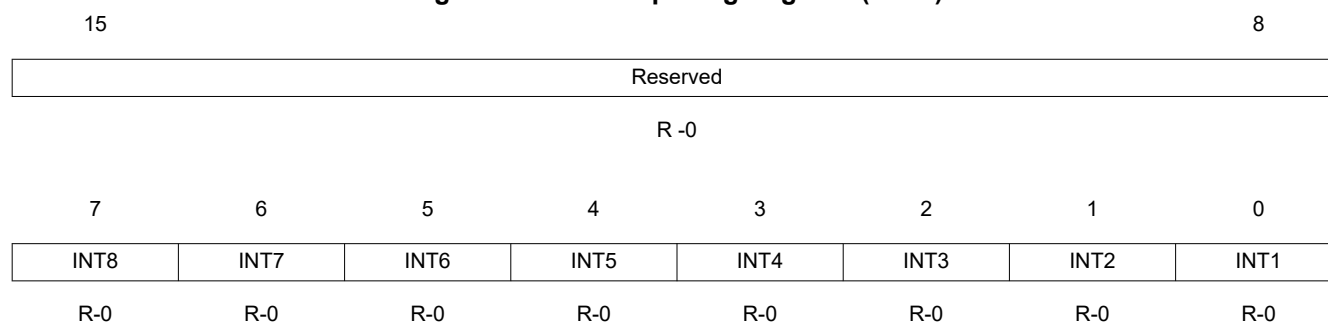 15 8
Reserved
R -0
7 6 5 4 3 2 1 0
INT8 INT7 INT6 INT5 INT4 INT3 INT2 INT1
R-0 R-0 R-0 R-0 R-0 R-0 R-0 R-0